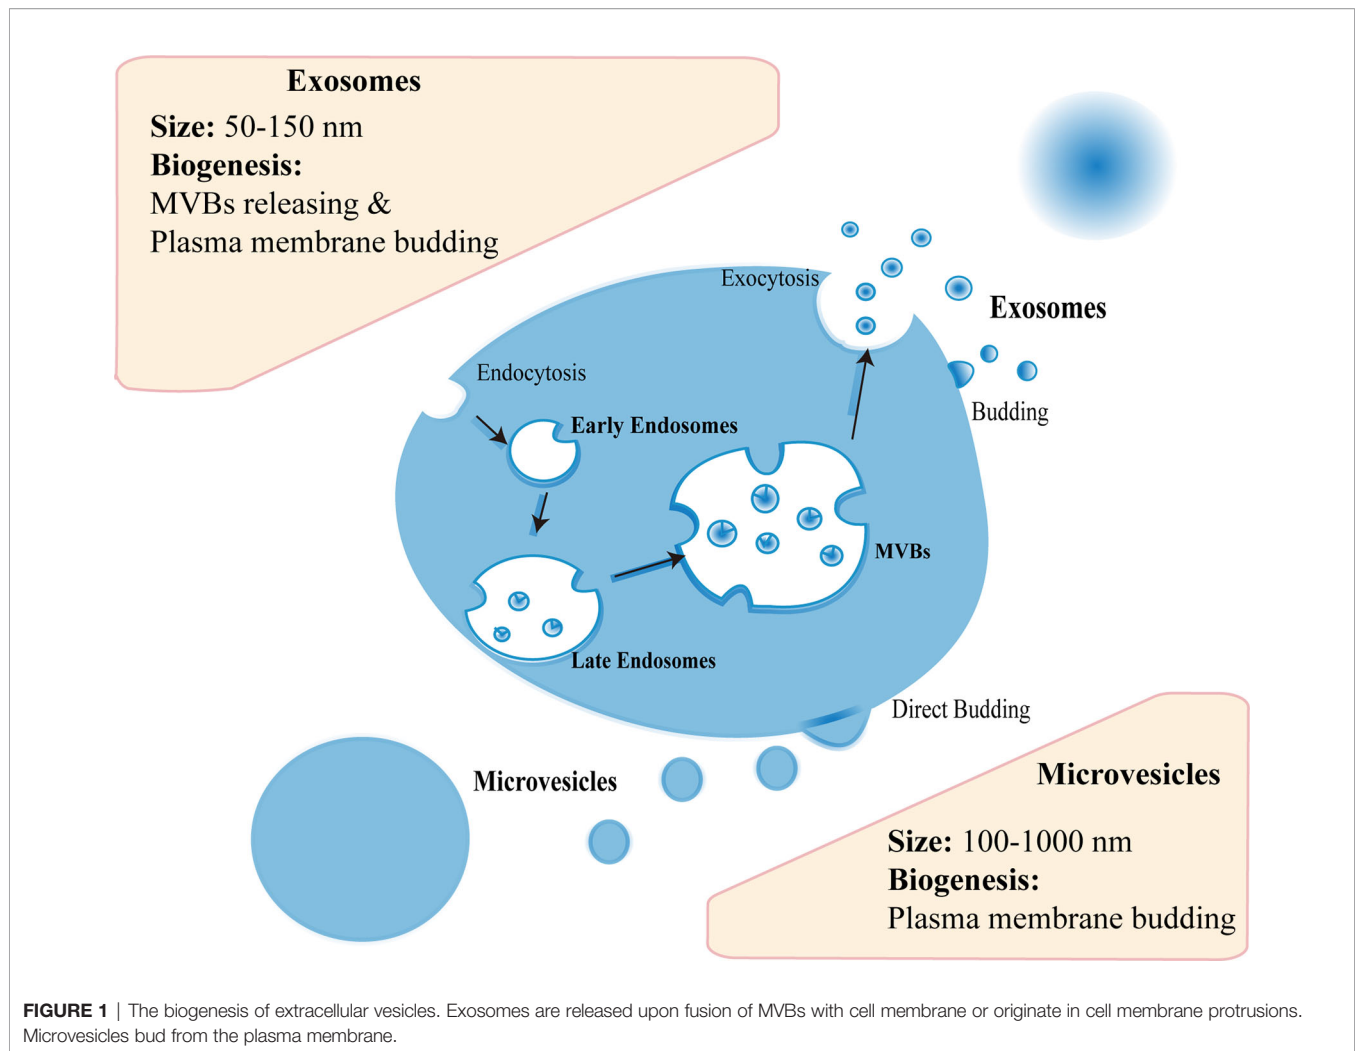 Exosomes
Size: 50-150 nm
Biogenesis:
MVBs releasing &
Plasma membrane budding
Exocytosis
Exosomes
Endocytosis
Budding
Early Endosomes
MVBs
Late Endosomes
Direct Budding
Microvesicles
Microvesicles
Size: 100-1000 nm
Biogenesis:
Plasma membrane budding
FIGURE 1 | The biogenesis of extracellular vesicles. Exosomes are released upon fusion of MVBs with cell membrane or originate in cell membrane protrusions.
Microvesicles bud from the plasma membrane.